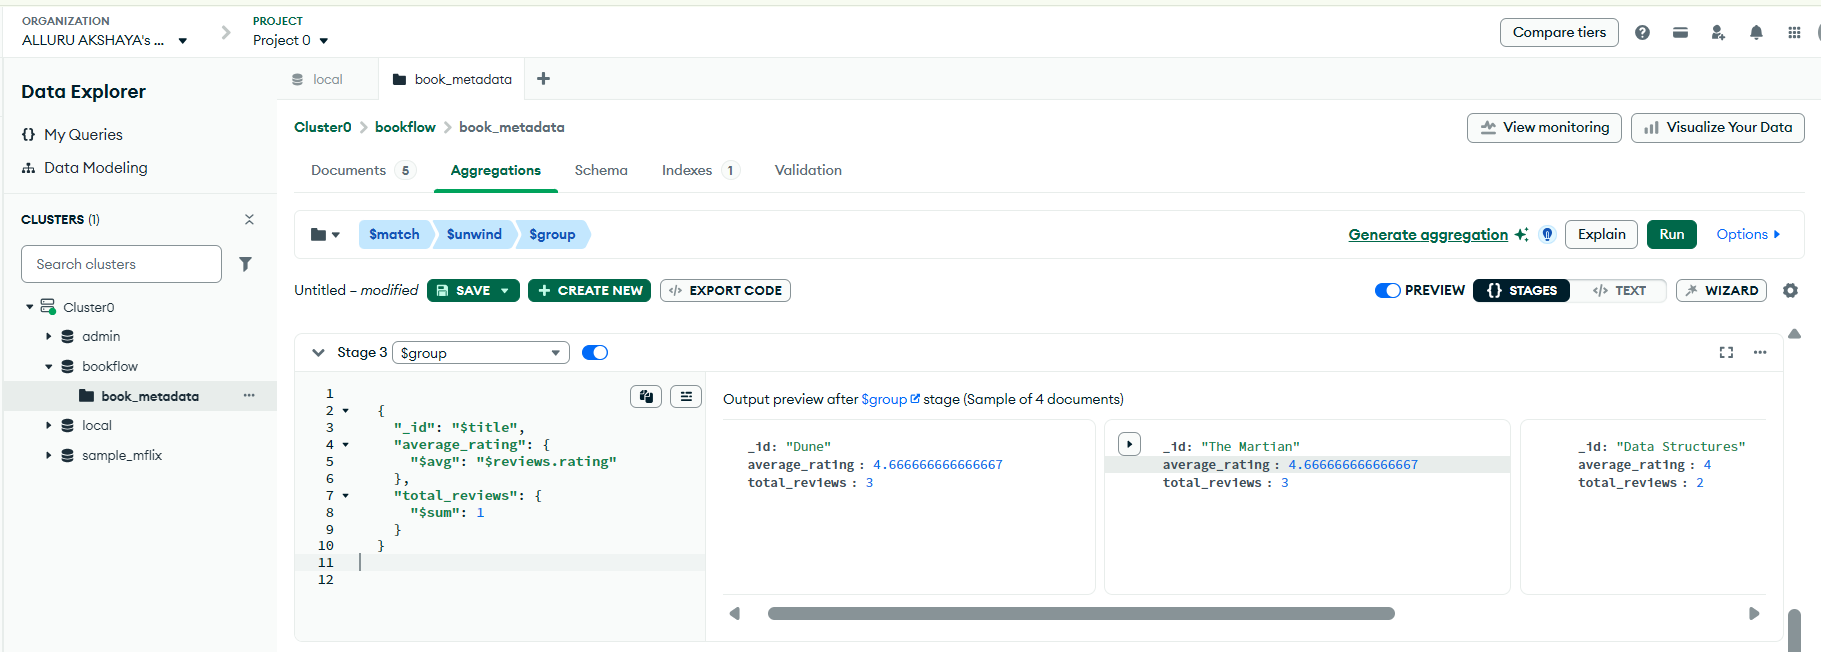 ORGANIZATION
ALLURU AKSHAYA's ...
PROJECT
Project 0
Compare tiers
Data Explorer
My Queries
Data Modeling
CLUSTERS (1)
Search clusters
Cluster0
admin
bookflow
book_metadata
local
sample_mflix
local
book_metadata
Cluster0 > bookflow > book_metadata
View monitoring
Visualize Your Data
Documents 5
Aggregations
Schema
Indexes 1
Validation
$match
$unwind
$group
Generate aggregation
Explain
Run
Options
Untitled – modified
SAVE
+ CREATE NEW
</> EXPORT CODE
PREVIEW
{} STAGES
</> TEXT
WIZARD
Stage 3 $group
1
2 {
3 "_id": "$title",
4 "average_rating": {
5 "$avg": "$reviews.rating"
6 },
7 "total_reviews": {
8 "$sum": 1
9 }
10 }
11
12
Output preview after $group stage (Sample of 4 documents)
_id: "Dune"
average_rating : 4.666666666666667
total_reviews : 3
_id: "The Martian"
average_rating : 4.666666666666667
total_reviews : 3
_id: "Data Structures"
average_rating : 4
total_reviews : 2